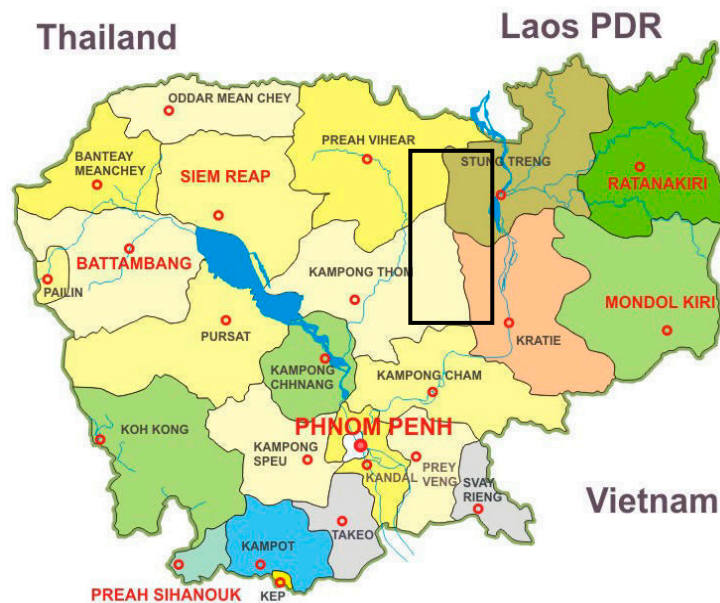 Thailand
Laos PDR
ODDAR MEAN CHEY
PREAH VIHEAR
BANTEAY
MEANCHEY
STUNG TRENG
SIEM REAP
RATANAKIRI
BATTAMBANG
KAMPONG THOM
PAILIN
MONDOL KIRI
PURSAT
KRATIE
KAMPONG
CHHNANG
KAMPONG CHAM
PHNOM PENH
KOH KONG
KAMPONG
SPEU
KANDAL
PREY
VENG
SVAY
RIENG
Vietnam
TAKEO
KAMPOT
PREAH SIHANOUK
KEP